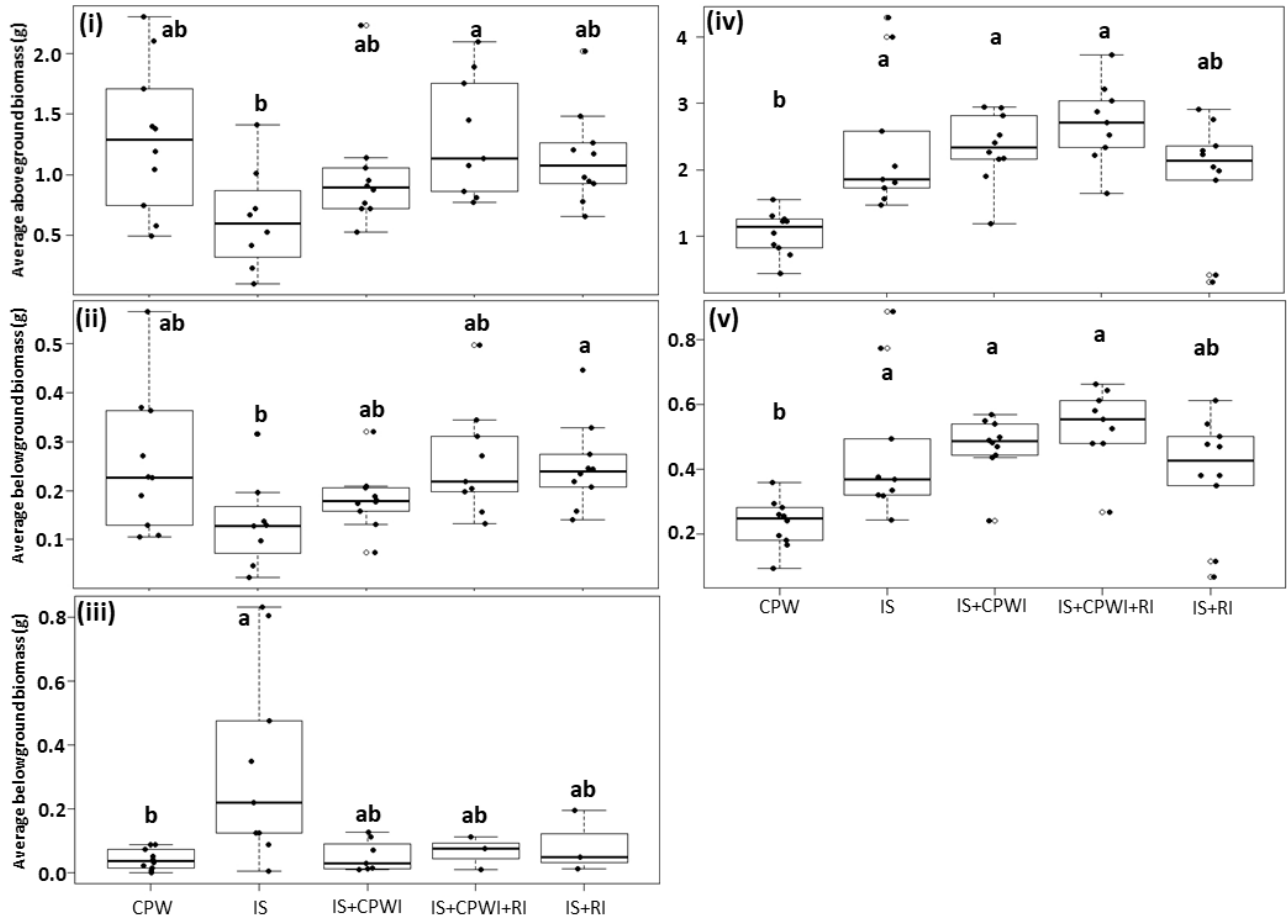 (i)
Average aboveground biomass (g)
2.0
1.5
1.0
0.5
ab
b
ab
a
ab
(ii)
Average belowground biomass (g)
0.5
0.4
0.3
0.2
0.1
ab
b
ab
ab
a
(iii)
Average belowground biomass (g)
0.8
0.6
0.4
0.2
0.0
b
a
ab
ab
ab
CPW
IS
IS+CPWI
IS+CPWI+RI
IS+RI
(iv)
4
3
2
1
b
a
a
a
ab
(v)
0.8
0.6
0.4
0.2
b
a
a
a
ab
CPW
IS
IS+CPWI
IS+CPWI+RI
IS+RI